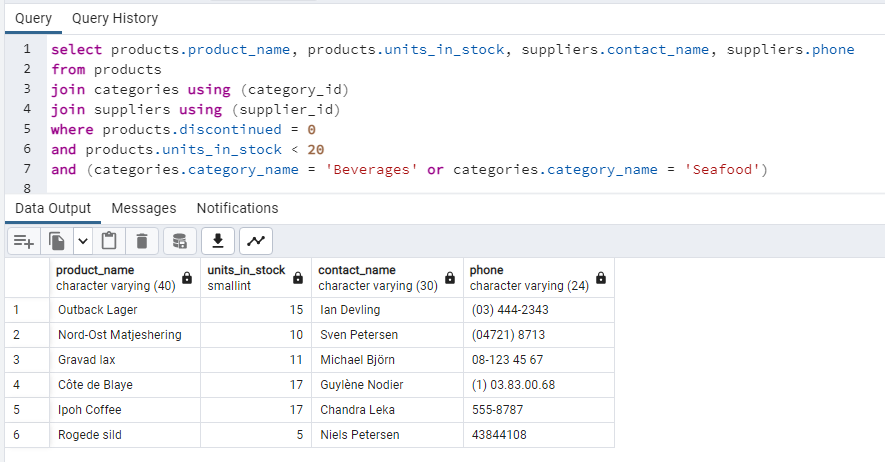 Query Query History
1 select products.product_name, products.units_in_stock, suppliers.contact_name, suppliers.phone
2 from products
3 join categories using (category_id)
4 join suppliers using (supplier_id)
5 where products.discontinued = 0
6 and products.units_in_stock < 20
7 and (categories.category_name = 'Beverages' or categories.category_name = 'Seafood')
8
Data Output Messages Notifications
product_name units_in_stock contact_name phone
character varying (40) smallint character varying (30) character varying (24)
1 Outback Lager 15 Ian Devling (03) 444-2343
2 Nord-Ost Matjeshering 10 Sven Petersen (04721) 8713
3 Gravad lax 11 Michael Björn 08-123 45 67
4 Côte de Blaye 17 Guylène Nodier (1) 03.83.00.68
5 Ipoh Coffee 17 Chandra Leka 555-8787
6 Rogede sild 5 Niels Petersen 43844108